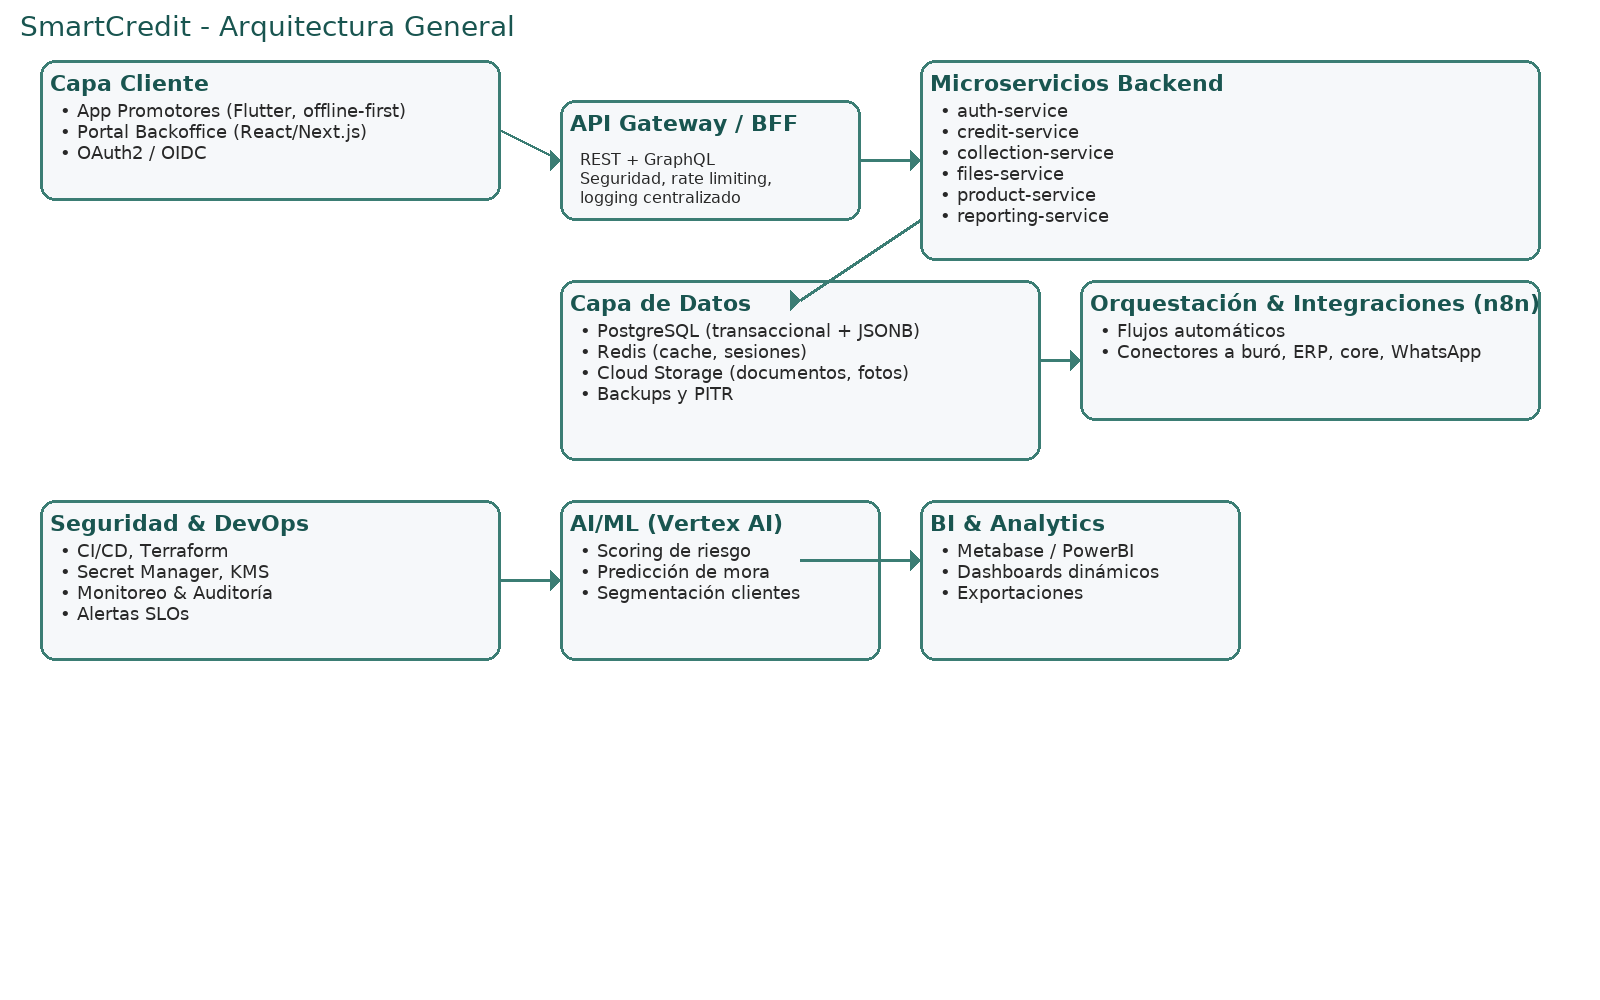 SmartCredit - Arquitectura General
Capa Cliente
• App Promotores (Flutter, offline-first)
• Portal Backoffice (React/Next.js)
• OAuth2 / OIDC
API Gateway / BFF
REST + GraphQL
Seguridad, rate limiting,
logging centralizado
Microservicios Backend
• auth-service
• credit-service
• collection-service
• files-service
• product-service
• reporting-service
Capa de Datos
• PostgreSQL (transaccional + JSONB)
• Redis (cache, sesiones)
• Cloud Storage (documentos, fotos)
• Backups y PITR
Orquestación & Integraciones (n8n)
• Flujos automáticos
• Conectores a buró, ERP, core, WhatsApp
Seguridad & DevOps
• CI/CD, Terraform
• Secret Manager, KMS
• Monitoreo & Auditoría
• Alertas SLOs
AI/ML (Vertex AI)
• Scoring de riesgo
• Predicción de mora
• Segmentación clientes
BI & Analytics
• Metabase / PowerBI
• Dashboards dinámicos
• Exportaciones